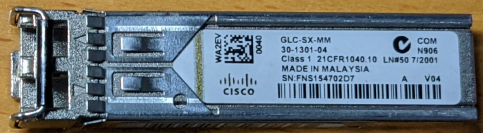 WA2EV
0040
CISCO
GLC-SX-MM
30-1301-04
Class 1 21CFR1040.10 LN#50 7/2001
MADE IN MALAYSIA
SN:FNS154702D7 A V04
COM
N906